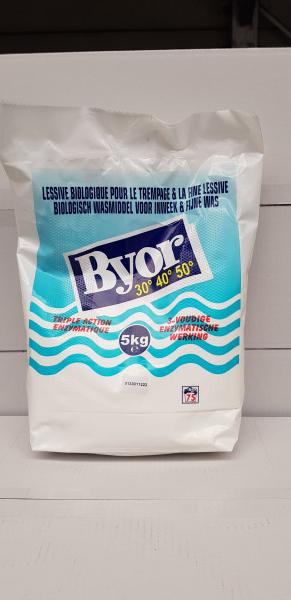 LESSIVE BIOLOGIQUE POUR LE TREMPAGE & LA FINE LESSIVE
BIOLOGISCH WASMIDDEL VOOR INWEEK & FIJNE WAS
Byor
30° 40° 50°
TRIPLE ACTION
ENZYMATIQUE
5kg
e
3-VOUDIGE
ENZYMATISCHE
WERKING
75